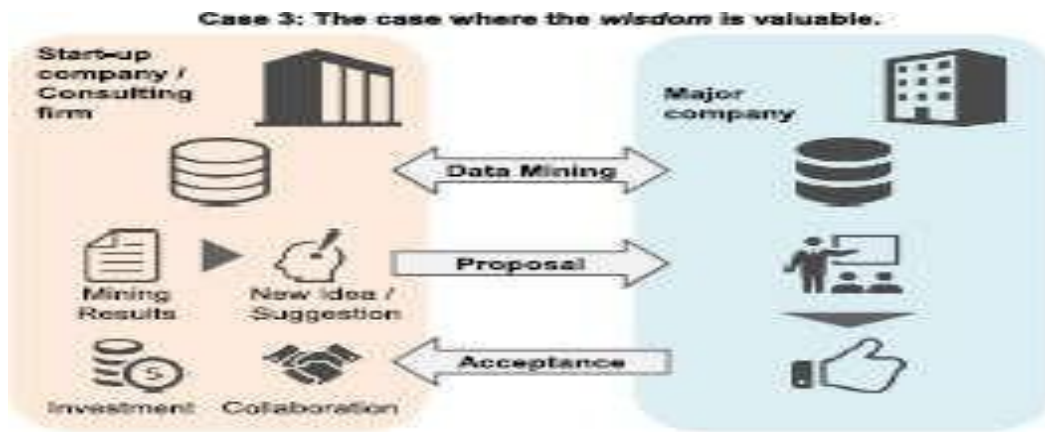 Case 3: The case where the wisdom is valuable.
Start-up
company /
Consulting
firm
Major
company
Data Mining
Proposal
Mining
Results
New idea /
Suggestion
Acceptance
S
Investment
Collaboration